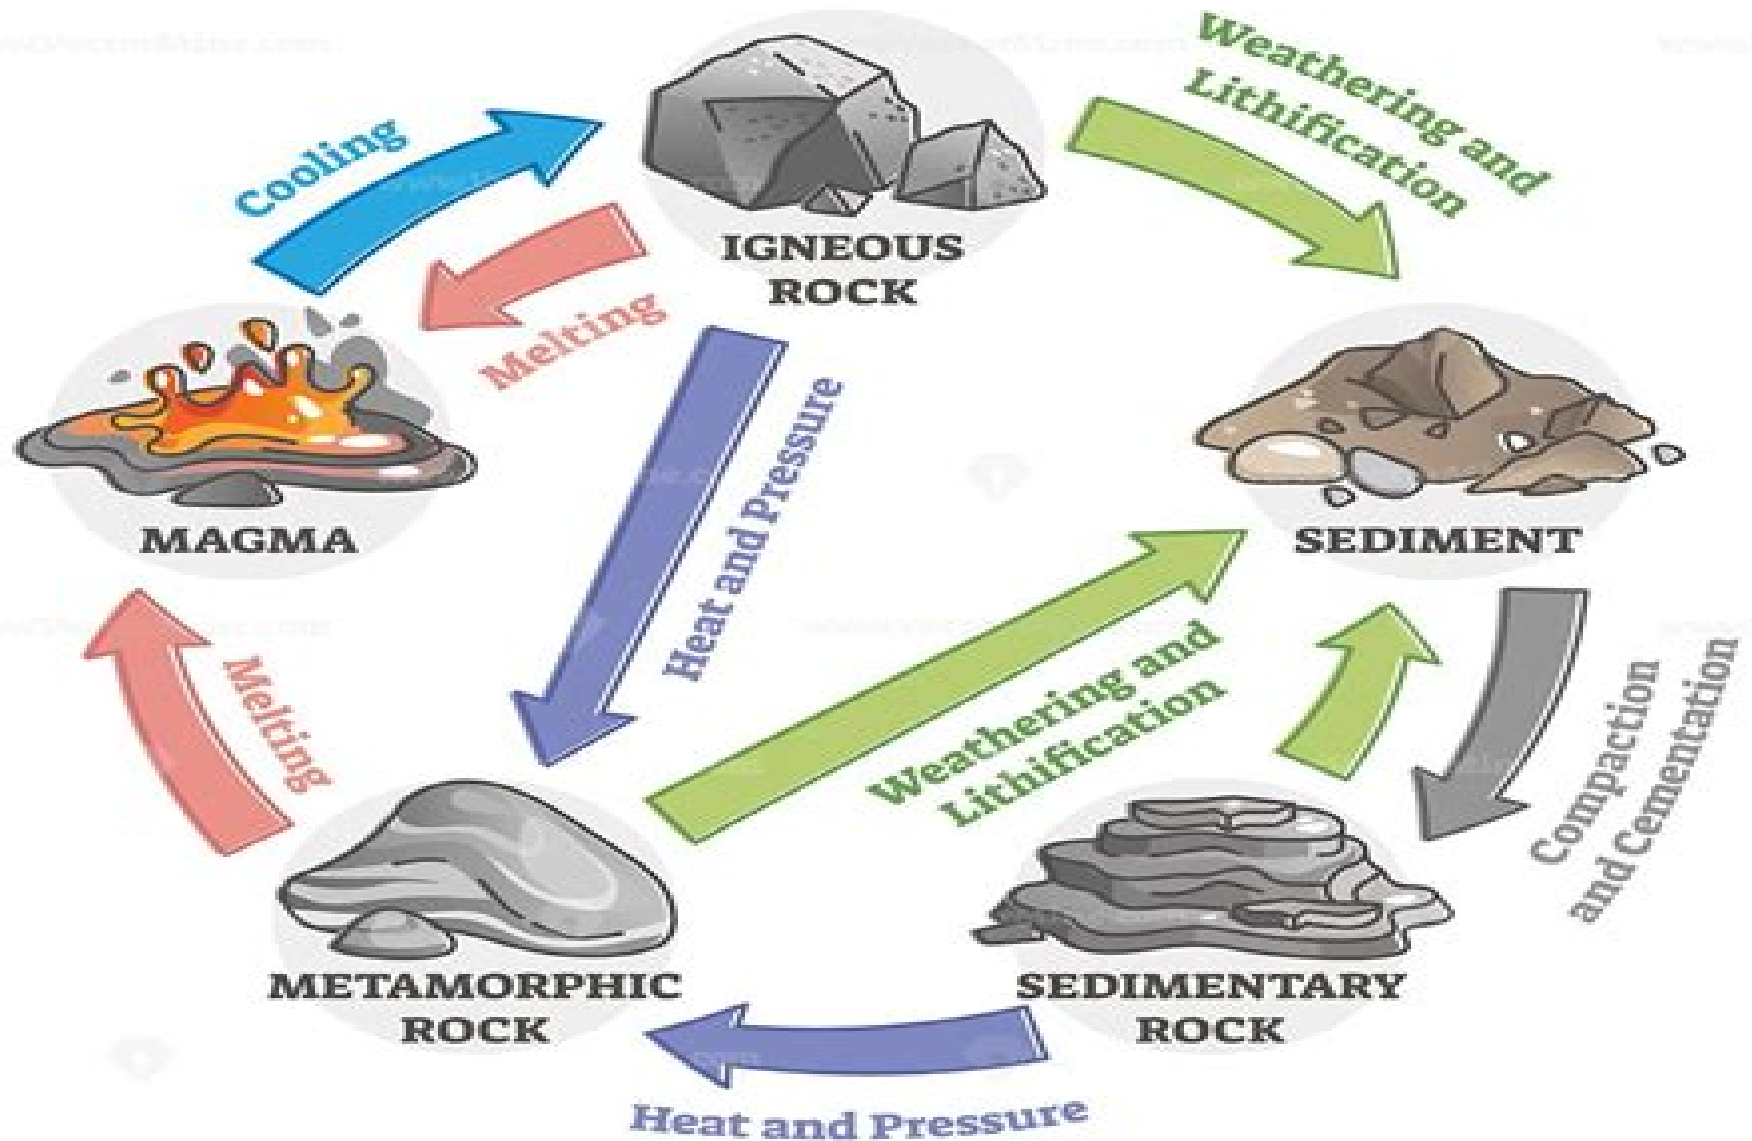 Weathering and
Lithification
Cooling
IGNEOUS
ROCK
Melting
Heat and Pressure
MAGMA
SEDIMENT
Melting
Weathering and
Lithification
Compaction
and Cementation
METAMORPHIC
ROCK
SEDIMENTARY
ROCK
Heat and Pressure